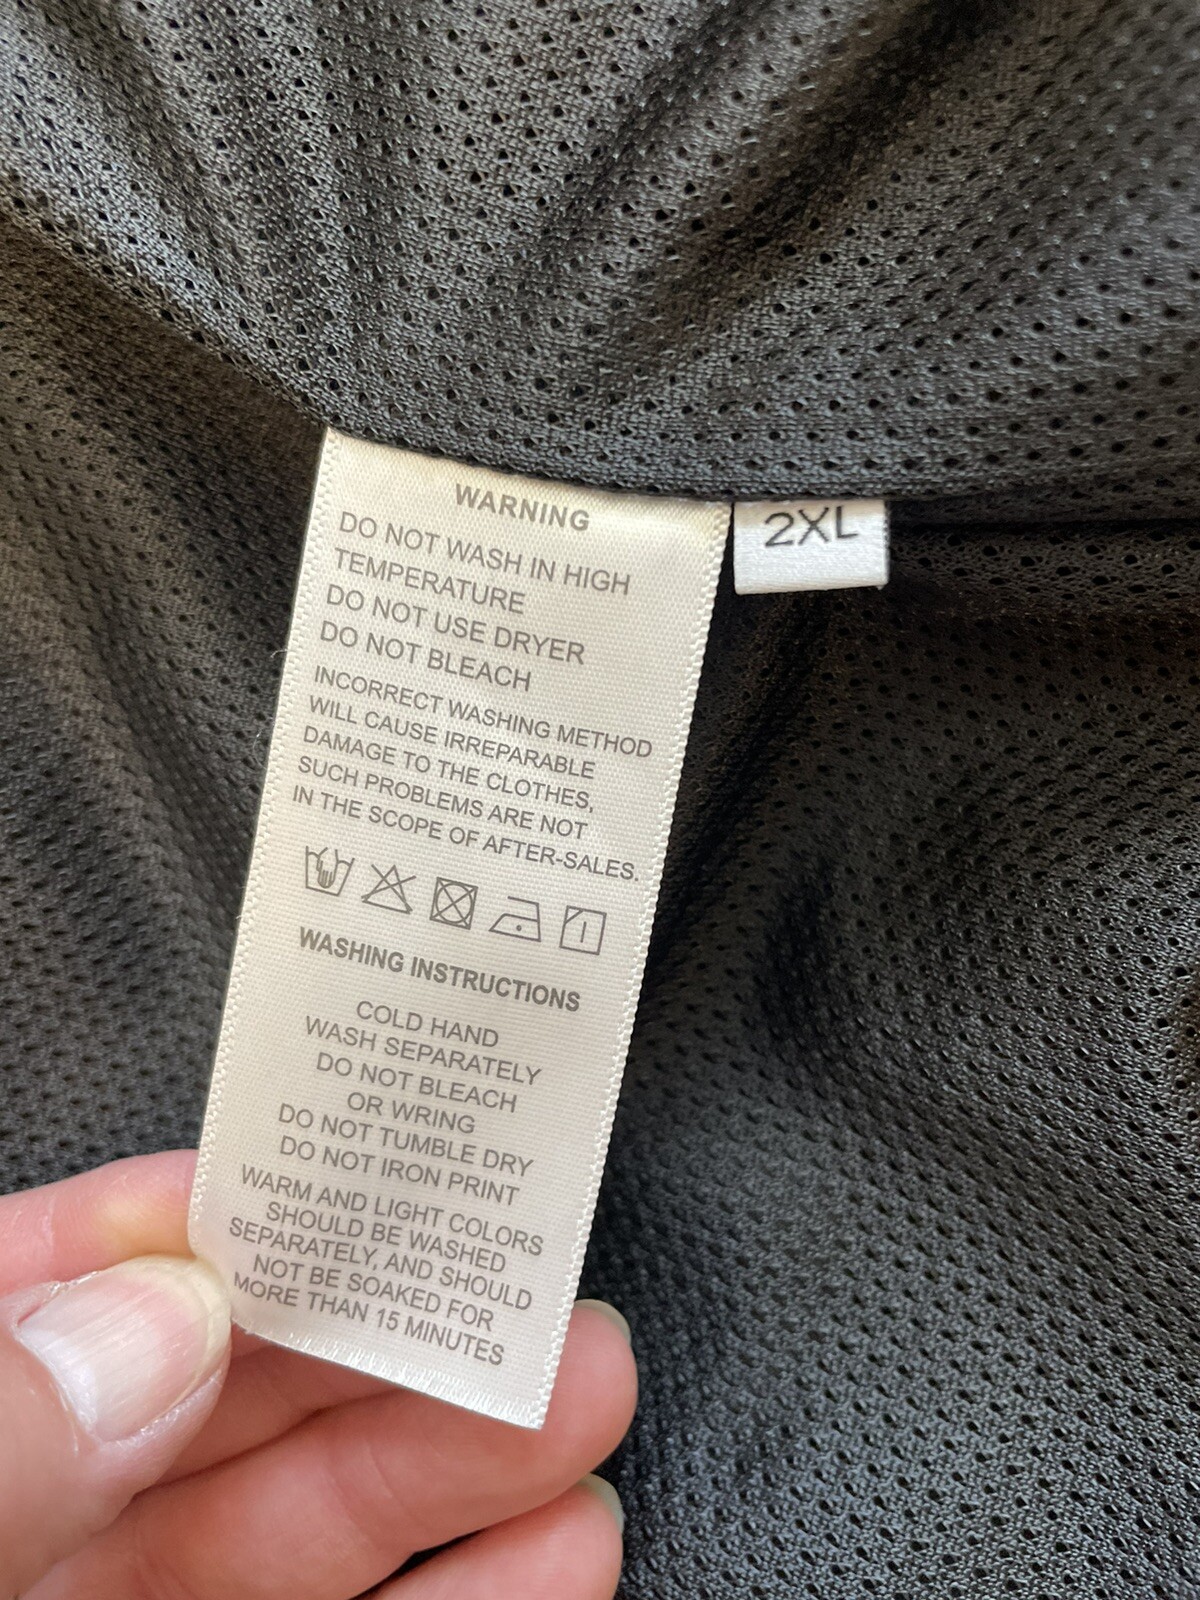 WARNING
DO NOT WASH IN HIGH
TEMPERATURE
DO NOT USE DRYER
DO NOT BLEACH
INCORRECT WASHING METHOD
WILL CAUSE IRREPARABLE
DAMAGE TO THE CLOTHES,
SUCH PROBLEMS ARE NOT
IN THE SCOPE OF AFTER-SALES.
WASHING INSTRUCTIONS
COLD HAND
WASH SEPARATELY
DO NOT BLEACH
OR WRING
DO NOT TUMBLE DRY
DO NOT IRON PRINT
WARM AND LIGHT COLORS
SHOULD BE WASHED
SEPARATELY, AND SHOULD
NOT BE SOAKED FOR
MORE THAN 15 MINUTES
2XL